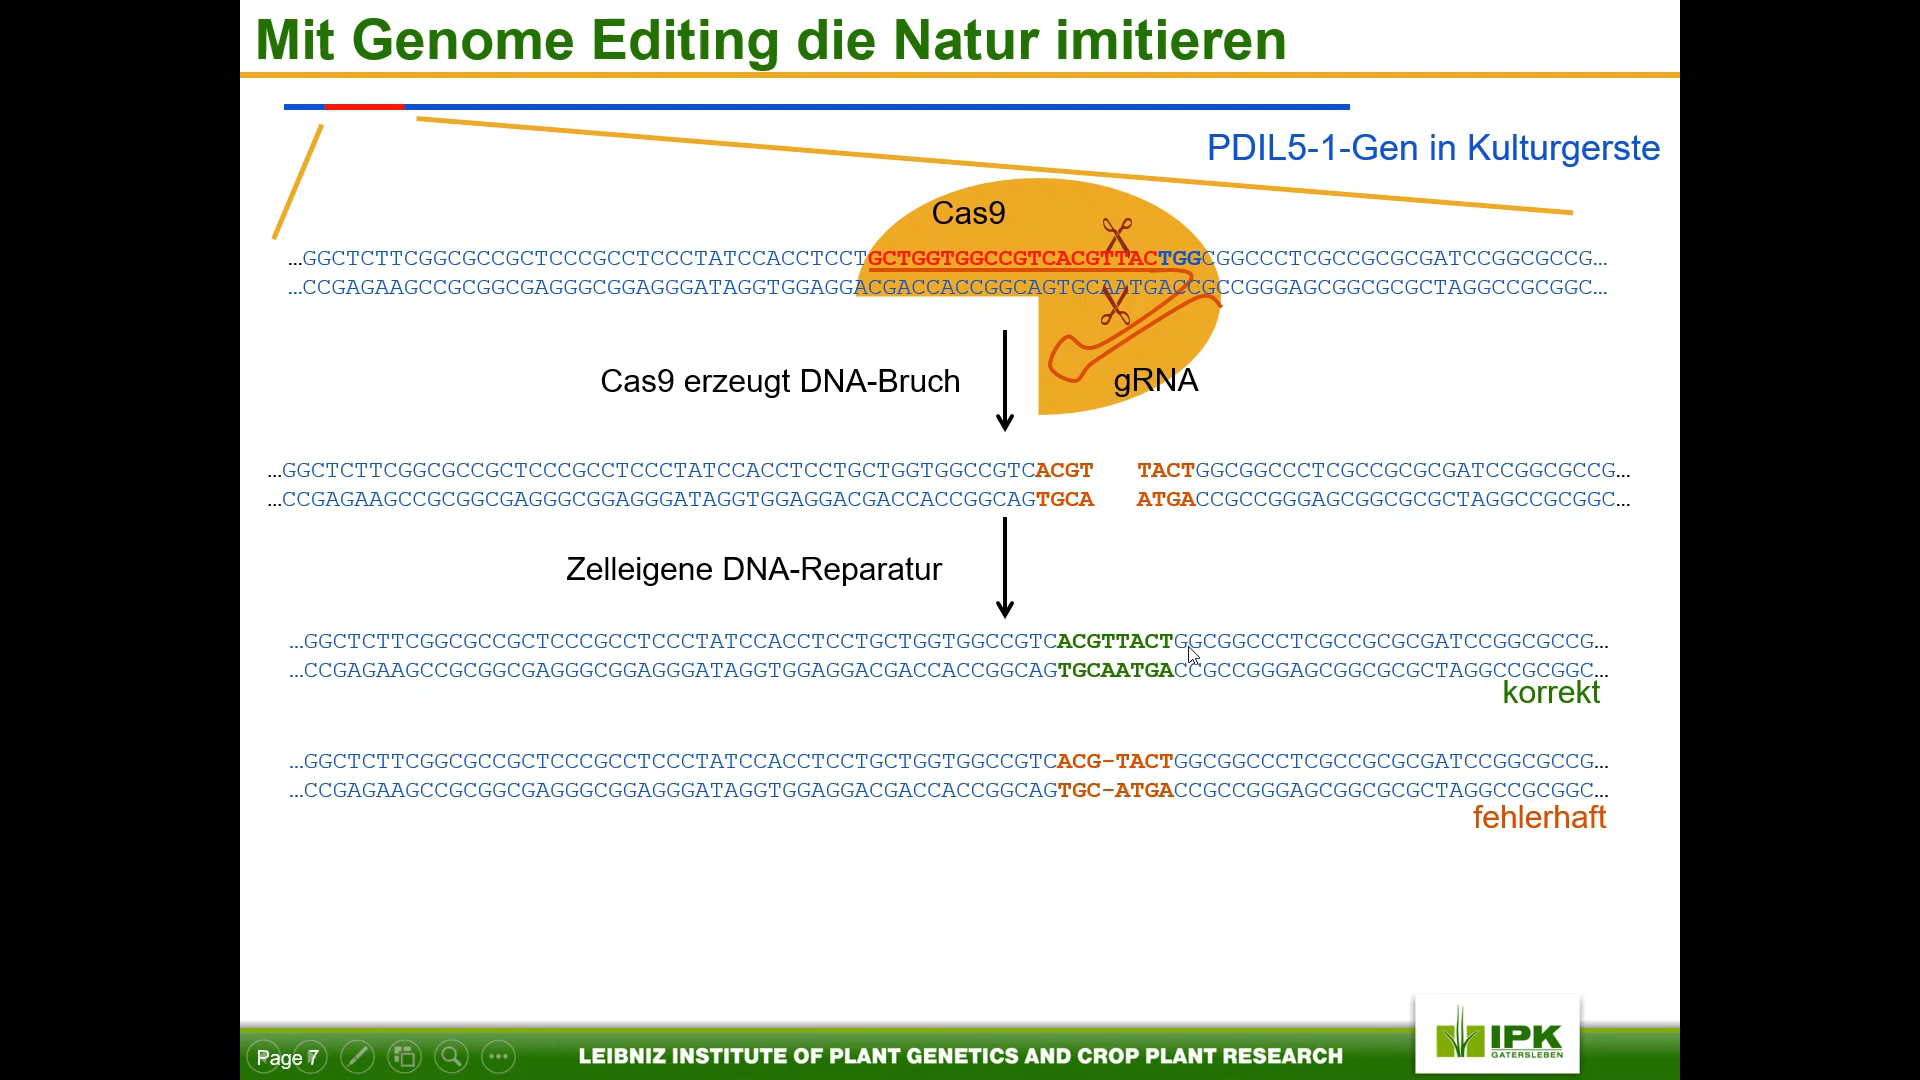 Mit Genome Editing die Natur imitieren
PDIL5-1-Gen in Kulturgerste
Cas9
...GGCTCTTCGGCGCCGCTCCCGCCTCCCTATCCACCTCCTGCTGGTGGCCGTCACGTTACTGGCGGCCCTCGCCGCGCGATCCGGCGCCG...
...CCGAGAAGCCGCGGCGAGGGCGGAGGGATAGGTGGAGGACGACCACCGGCAGTGCAATGACCGCCGGGAGCGGCGCGCTAGGCCGCGGC...
Cas9 erzeugt DNA-Bruch
gRNA
...GGCTCTTCGGCGCCGCTCCCGCCTCCCTATCCACCTCCTGCTGGTGGCCGTCACGT TACTGGCGGCCCTCGCCGCGCGATCCGGCGCCG...
...CCGAGAAGCCGCGGCGAGGGCGGAGGGATAGGTGGAGGACGACCACCGGCAGTGCA ATGACCGCCGGGAGCGGCGCGCTAGGCCGCGGC...
Zelleigene DNA-Reparatur
...GGCTCTTCGGCGCCGCTCCCGCCTCCCTATCCACCTCCTGCTGGTGGCCGTCACGTTACTGGCGGCCCTCGCCGCGCGATCCGGCGCCG...
...CCGAGAAGCCGCGGCGAGGGCGGAGGGATAGGTGGAGGACGACCACCGGCAGTGCAATGACCGCCGGGAGCGGCGCGCTAGGCCGCGGC...
korrekt
...GGCTCTTCGGCGCCGCTCCCGCCTCCCTATCCACCTCCTGCTGGTGGCCGTCACG-TACTGGCGGCCCTCGCCGCGCGATCCGGCGCCG...
...CCGAGAAGCCGCGGCGAGGGCGGAGGGATAGGTGGAGGACGACCACCGGCAGTGC-ATGACCGCCGGGAGCGGCGCGCTAGGCCGCGGC...
fehlerhaft
Page 7
LEIBNIZ INSTITUTE OF PLANT GENETICS AND CROP PLANT RESEARCH
IPK
GATERSLEBEN